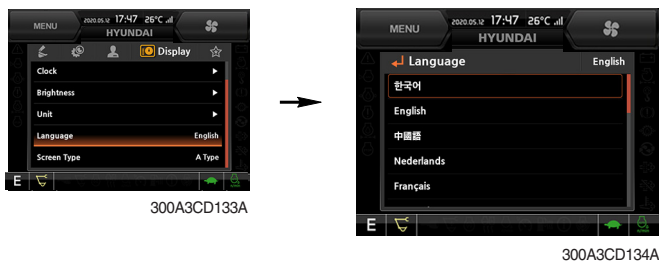 MENU
2020.05.12 17:47 26°C .ııl
HYUNDAI
Display
Clock
Brightness
Unit
Language English
Screen Type A Type
E
300A3CD133A
MENU
2020.05.12 17:47 26°C .ııl
HYUNDAI
Language English
한국어
English
中國語
Nederlands
Français
E
300A3CD134A